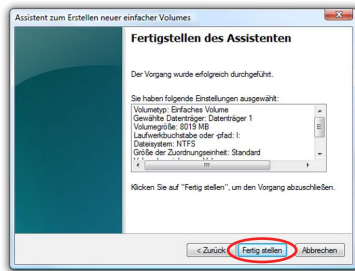 Assistent zum Erstellen neuer einfacher Volumes
Fertigstellen des Assistenten
Der Vorgang wurde erfolgreich durchgeführt.
Sie haben folgende Einstellungen ausgewählt:
Volumetyp: Einfaches Volume
Gewählte Datenträger: Datenträger 1
Volumegröße: 8019 MB
Laufwerkbuchstabe oder -pfad: I:
Dateisystem: NTFS
Größe der Zuordnungseinheit: Standard
Klicken Sie auf "Fertig stellen", um den Vorgang abzuschließen.
< Zurück Fertig stellen Abbrechen